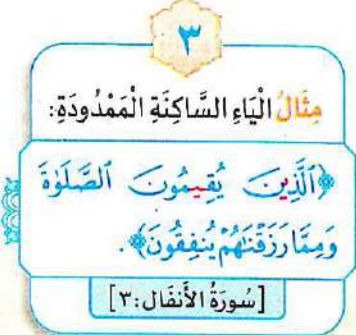 ٣
مِثَالُ الْيَاءِ السَّاكِنَةِ الْمَمْدُودَةِ:
﴿ٱلَّذِينَ يُقِيمُونَ ٱلصَّلَوٰةَ
وَمِمَّا رَزَقْنَٰهُمْ يُنفِقُونَ﴾.
[سُورَةُ الأَنفَال:٣]